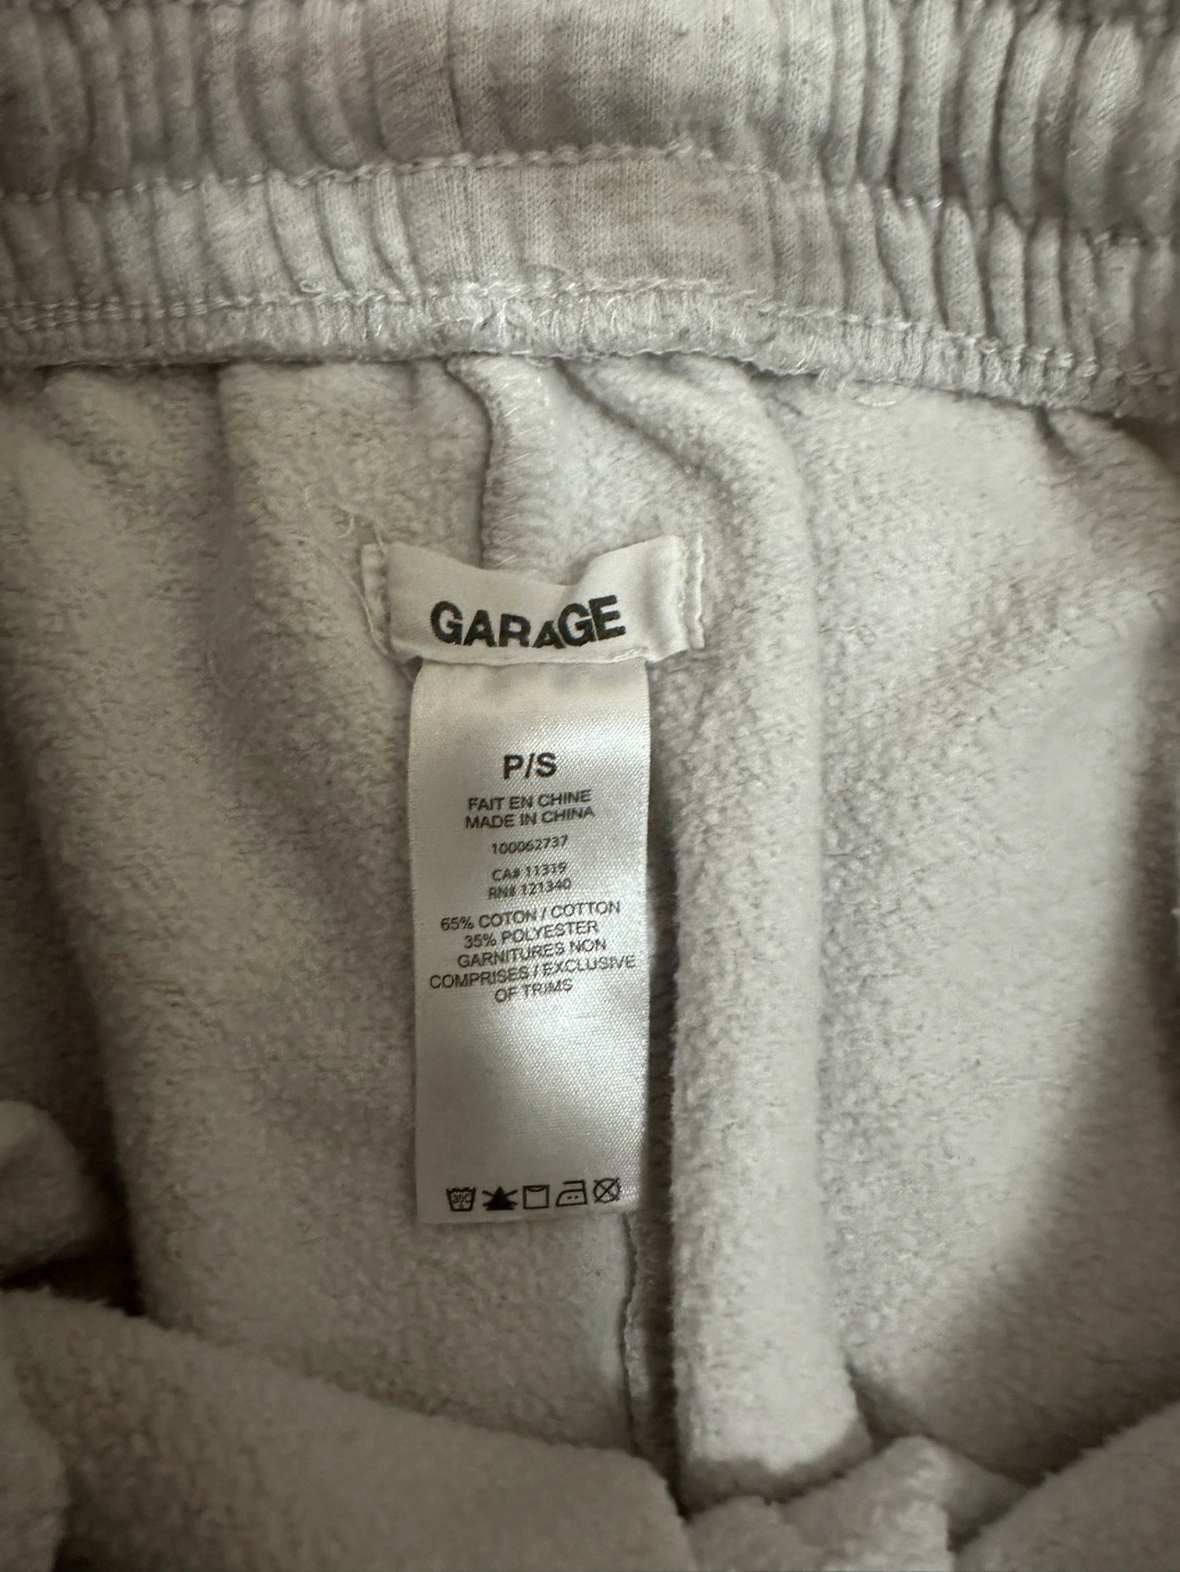 GARAGE
P/S
FAIT EN CHINE
MADE IN CHINA
100062737
CA# 11319
RN# 121340
65% COTON / COTTON
35% POLYESTER
GARNITURES NON
COMPRISES / EXCLUSIVE
OF TRIMS
30C